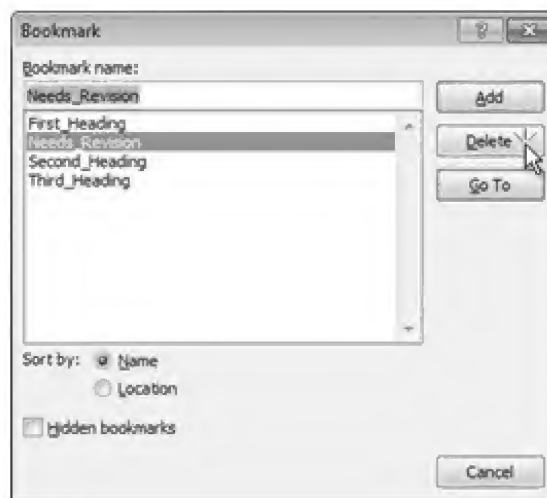 Bookmark
Bookmark name:
Needs_Revision
Add
First_Heading
Needs_Revision
Second_Heading
Third_Heading
Delete
Go To
Sort by: Name
Location
Hidden bookmarks
Cancel